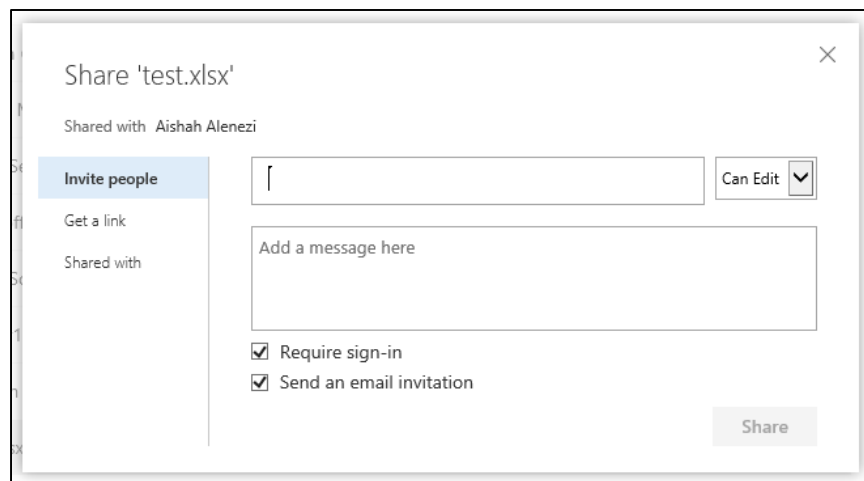 Share 'test.xlsx'
Shared with Aishah Alenezi
Invite people
Can Edit
Get a link
Shared with
Add a message here
Require sign-in
Send an email invitation
Share